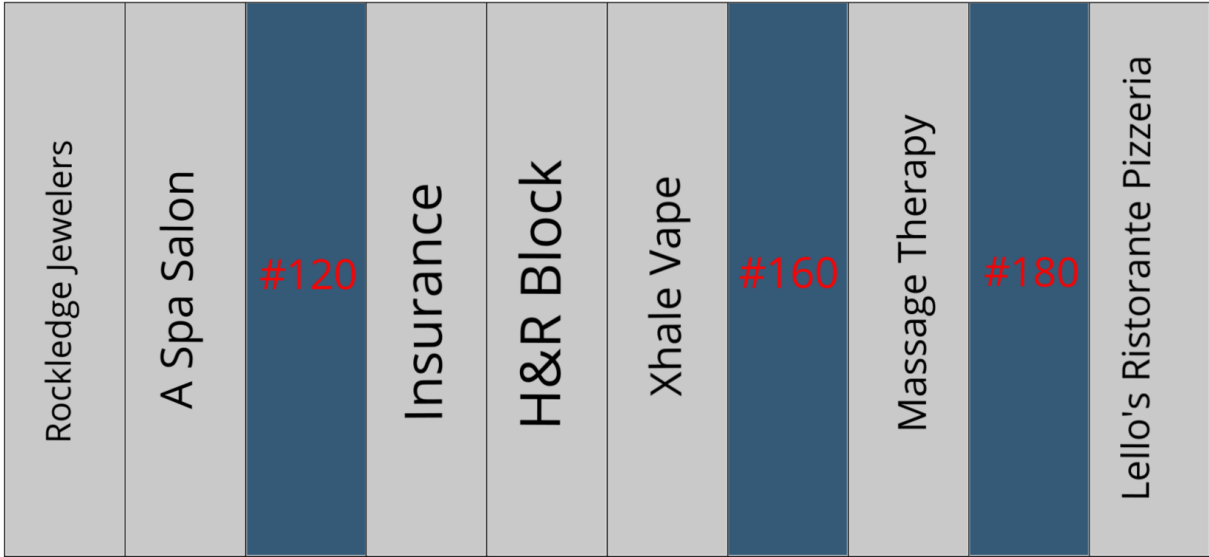 Rockledge Jewelers
A Spa Salon
#120
Insurance
H&R Block
Xhale Vape
#160
Massage Therapy
#180
Lello's Ristorante Pizzeria